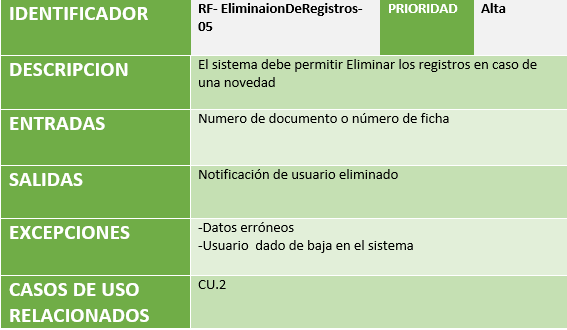 IDENTIFICADOR
RF- EliminaionDeRegistros-
05
PRIORIDAD
Alta
DESCRIPCION
El sistema debe permitir Eliminar los registros en caso de
una novedad
ENTRADAS
Numero de documento o número de ficha
SALIDAS
Notificación de usuario eliminado
EXCEPCIONES
-Datos erróneos
-Usuario dado de baja en el sistema
CASOS DE USO
RELACIONADOS
CU.2